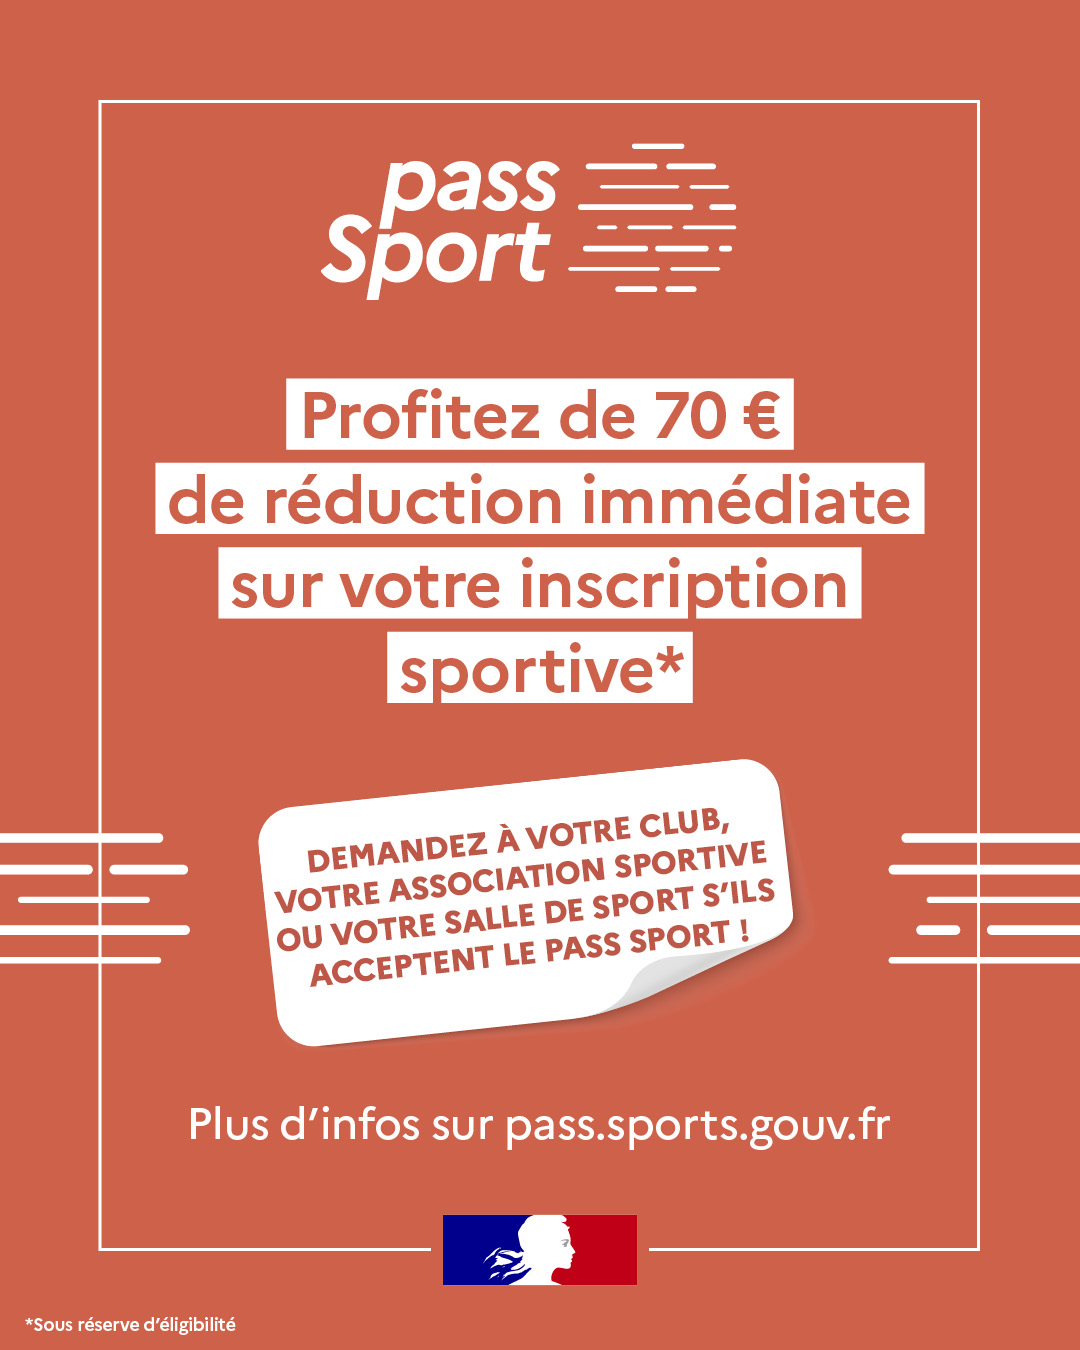 pass
Sport
Profitez de 70 €
de réduction immédiate
sur votre inscription
sportive*
DEMANDEZ À VOTRE CLUB,
VOTRE ASSOCIATION SPORTIVE
OU VOTRE SALLE DE SPORT S’ILS
ACCEPTENT LE PASS SPORT !
Plus d’infos sur pass.sports.gouv.fr
*Sous réserve d’éligibilité